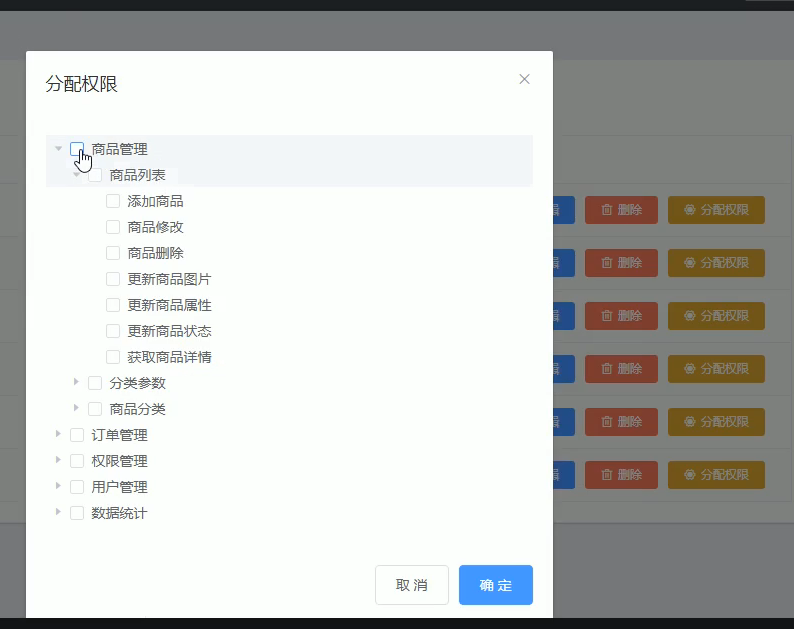 分配权限
商品管理
商品列表
添加商品
商品修改
商品删除
更新商品图片
更新商品属性
更新商品状态
获取商品详情
分类参数
商品分类
订单管理
权限管理
用户管理
数据统计
取消 确定
删除 分配权限
删除 分配权限
删除 分配权限
删除 分配权限
删除 分配权限
删除 分配权限